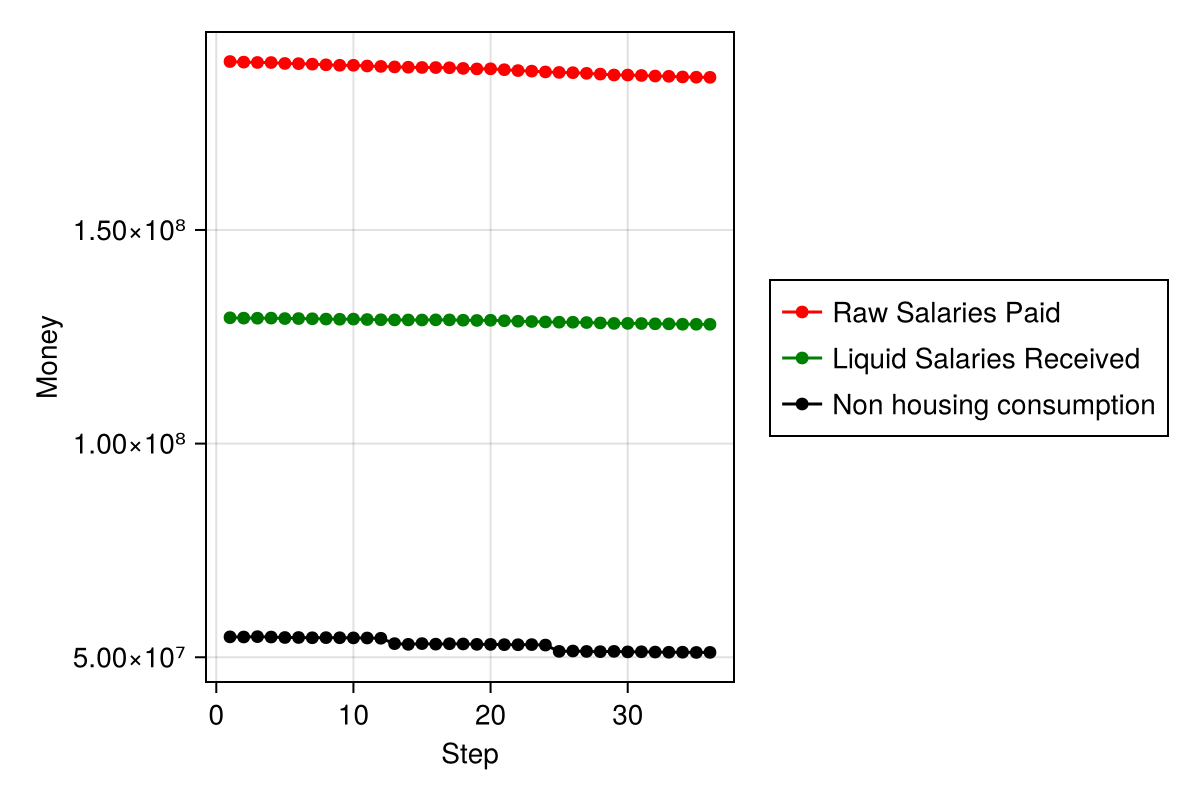 1.50×10⁸
1.00×10⁸
5.00×10⁷
Money
0 10 20 30
Step
Raw Salaries Paid
Liquid Salaries Received
Non housing consumption